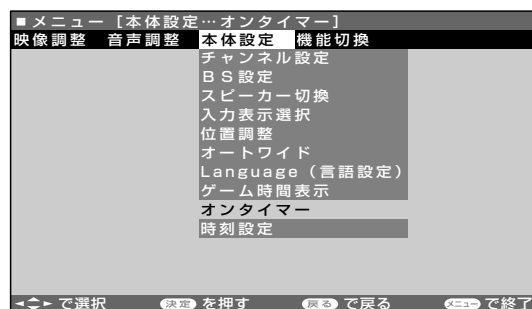 ■メニュー [本体設定…オンタイマー]
映像調整 音声調整 本体設定 機能切換
チャンネル設定
BS設定
スピーカー切換
入力表示選択
位置調整
オートワイド
Language(言語設定)
ゲーム時間表示
オンタイマー
時刻設定
で選択 決定 を押す 戻る で戻る メニュー で終了